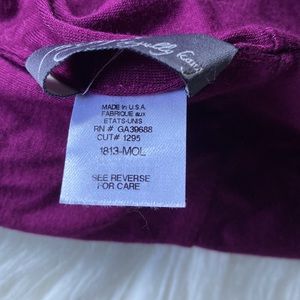 MADE IN U.S.A.
FABRIQUE aux
ETATS-UNIS
RN # GA39688
CUT# 1295
1813-MOL
SEE REVERSE
FOR CARE